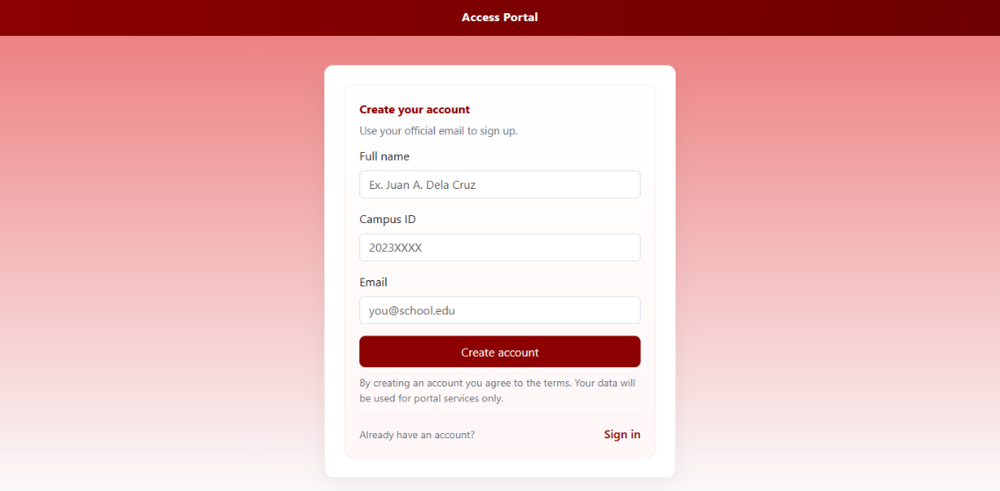 Access Portal
Create your account
Use your official email to sign up.
Full name
Ex. Juan A. Dela Cruz
Campus ID
2023XXXX
Email
you@school.edu
Create account
By creating an account you agree to the terms. Your data will
be used for portal services only.
Already have an account? Sign in